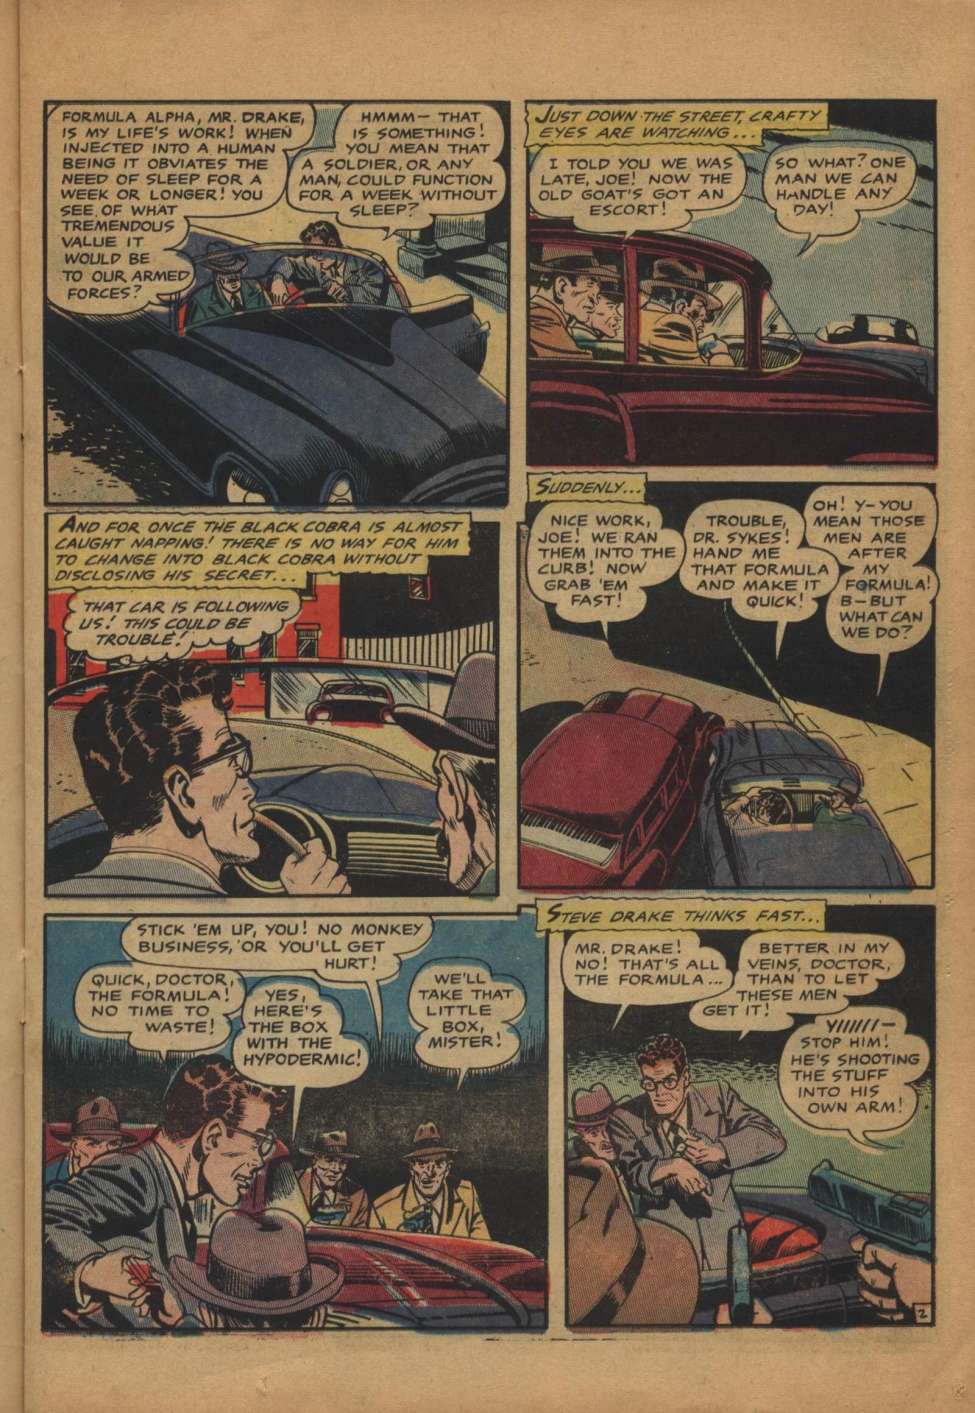 FORMULA ALPHA, MR. DRAKE,
IS MY LIFE'S WORK! WHEN
INJECTED INTO A HUMAN
BEING IT OBVIATES THE
NEED OF SLEEP FOR A
WEEK OR LONGER! YOU
SEE, OF WHAT
TREMENDOUS
VALUE IT
WOULD BE
TO OUR ARMED
FORCES?
HMMM— THAT
IS SOMETHING!
YOU MEAN THAT
A SOLDIER, OR ANY
MAN, COULD FUNCTION
FOR A WEEK WITHOUT
SLEEP?
JUST DOWN THE STREET, CRAFTY
EYES ARE WATCHING...
I TOLD YOU WE WAS
LATE, JOE! NOW THE
OLD GOAT'S GOT AN
ESCORT!
SO WHAT? ONE
MAN WE CAN
HANDLE ANY
DAY!
AND FOR ONCE THE BLACK COBRA IS ALMOST
CAUGHT NAPPING! THERE IS NO WAY FOR HIM
TO CHANGE INTO BLACK COBRA WITHOUT
DISCLOSING HIS SECRET...
THAT CAR IS FOLLOWING
US! THIS COULD BE
TROUBLE!
SUDDENLY...
NICE WORK,
JOE! WE RAN
THEM INTO THE
CURB! NOW
GRAB 'EM
FAST!
TROUBLE,
DR. SYKES!
HAND ME
THAT FORMULA
AND MAKE IT
QUICK!
OH! Y-YOU
MEAN THOSE
MEN ARE
AFTER
MY
FORMULA!
B-BUT
WHAT CAN
WE DO?
STICK 'EM UP, YOU! NO MONKEY
BUSINESS, OR YOU'LL GET
HURT!
QUICK, DOCTOR,
THE FORMULA!
NO TIME TO
WASTE!
YES,
HERE'S
THE BOX
WITH THE
HYPODERMIC!
WE'LL
TAKE THAT
LITTLE
BOX,
MISTER!
STEVE DRAKE THINKS FAST...
MR. DRAKE!
NO! THAT'S ALL
THE FORMULA...
BETTER IN MY
VEINS, DOCTOR,
THAN TO LET
THESE MEN
GET IT!
YIIIIII—
STOP HIM!
HE'S SHOOTING
THE STUFF
INTO HIS
OWN ARM!
2